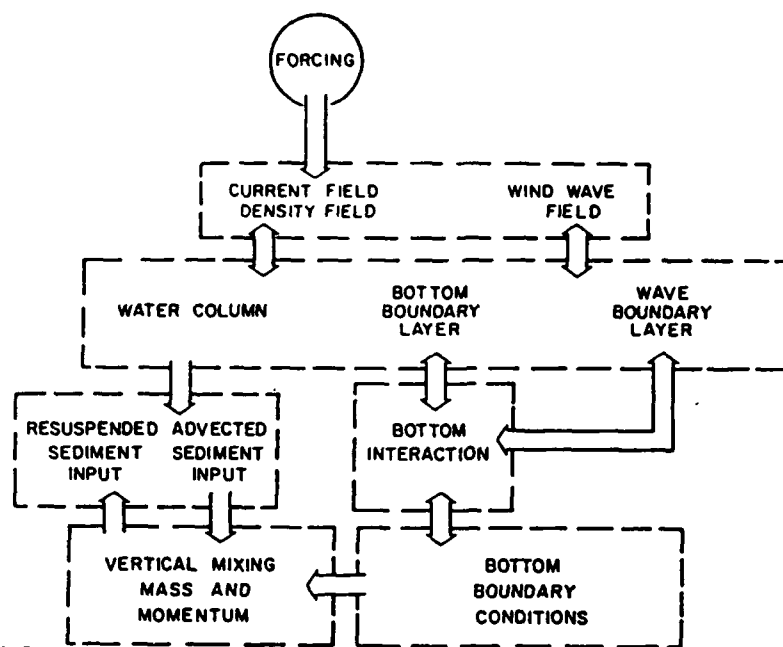 FORCING
CURRENT FIELD
DENSITY FIELD
WIND WAVE
FIELD
WATER COLUMN
BOTTOM
BOUNDARY
LAYER
WAVE
BOUNDARY
LAYER
RESUSPENDED
SEDIMENT
INPUT
ADVECTED
SEDIMENT
INPUT
BOTTOM
INTERACTION
VERTICAL MIXING
MASS AND
MOMENTUM
BOTTOM
BOUNDARY
CONDITIONS